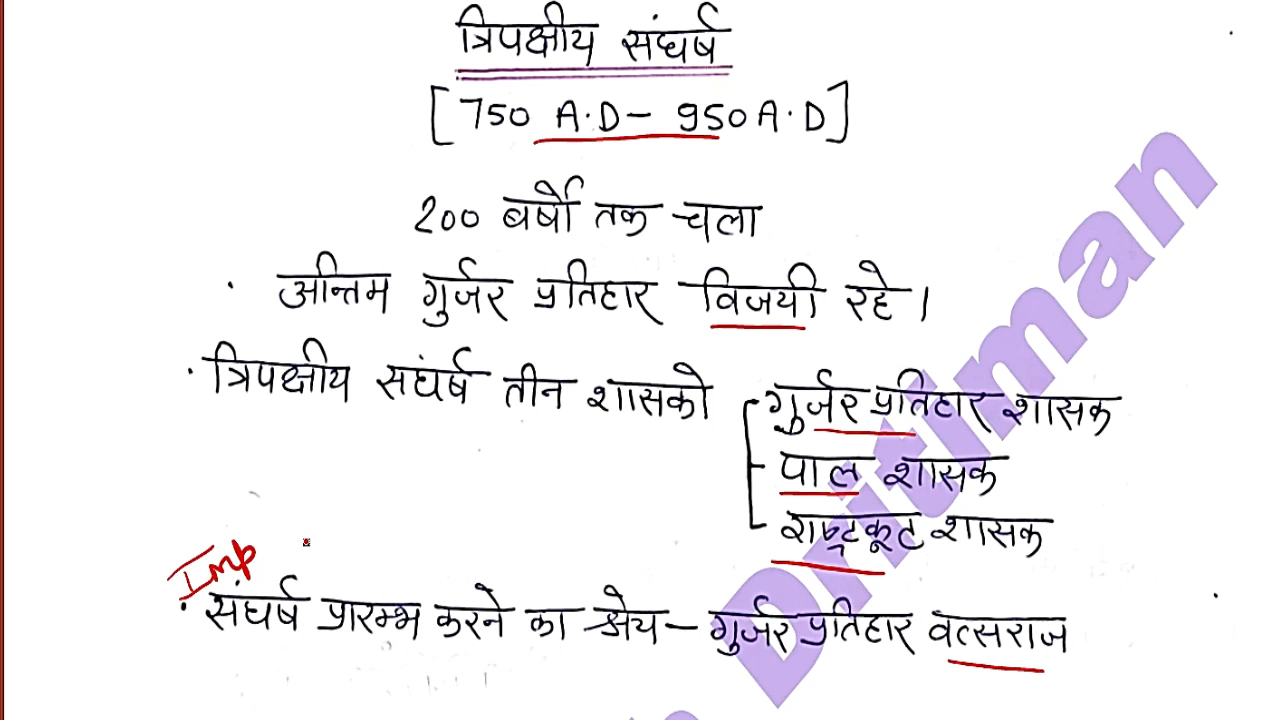 त्रिपक्षीय संघर्ष
[750 A.D - 950 A.D]
200 बर्षो तक चला
· अन्तिम गुर्जर प्रतिहार विजयी रहे।
· त्रिपक्षीय संघर्ष तीन शासको
गुर्जर प्रतिहार शासक
पाल शासक
राष्ट्रकूट शासक
Imp
· संघर्ष प्रारम्भ करने का श्रेय - गुर्जर प्रतिहार वत्सराज
Dritiman